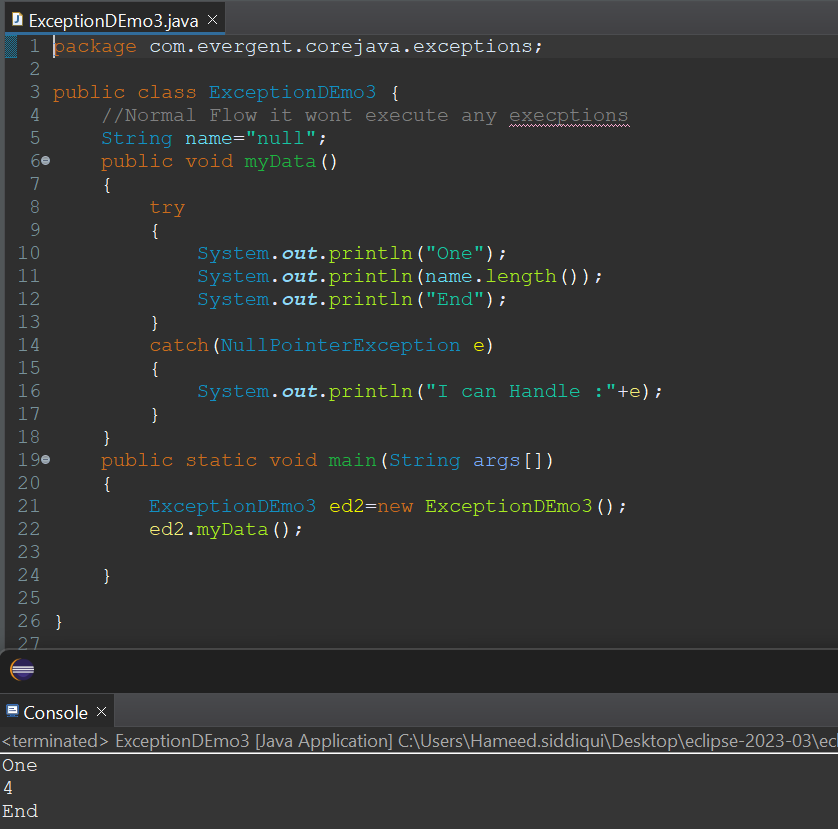 ExceptionDEmo3.java ×
1 package com.evergent.corejava.exceptions;
2
3 public class ExceptionDEmo3 {
4 //Normal Flow it wont execute any execptions
5 String name="null";
6 public void myData()
7 {
8 try
9 {
10 System.out.println("One");
11 System.out.println(name.length());
12 System.out.println("End");
13 }
14 catch(NullPointerException e)
15 {
16 System.out.println("I can Handle :"+e);
17 }
18 }
19 public static void main(String args[])
20 {
21 ExceptionDEmo3 ed2=new ExceptionDEmo3();
22 ed2.myData();
23
24 }
25
26 }
27
Console ×
<terminated> ExceptionDEmo3 [Java Application] C:\Users\Hameed.siddiqui\Desktop\eclipse-2023-03\ecl
One
4
End